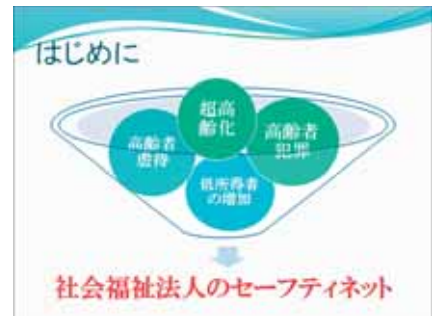 はじめに
超高
齢化
高齢者
虐待
高齢者
犯罪
低所得者
の増加
社会福祉法人のセーフティネット